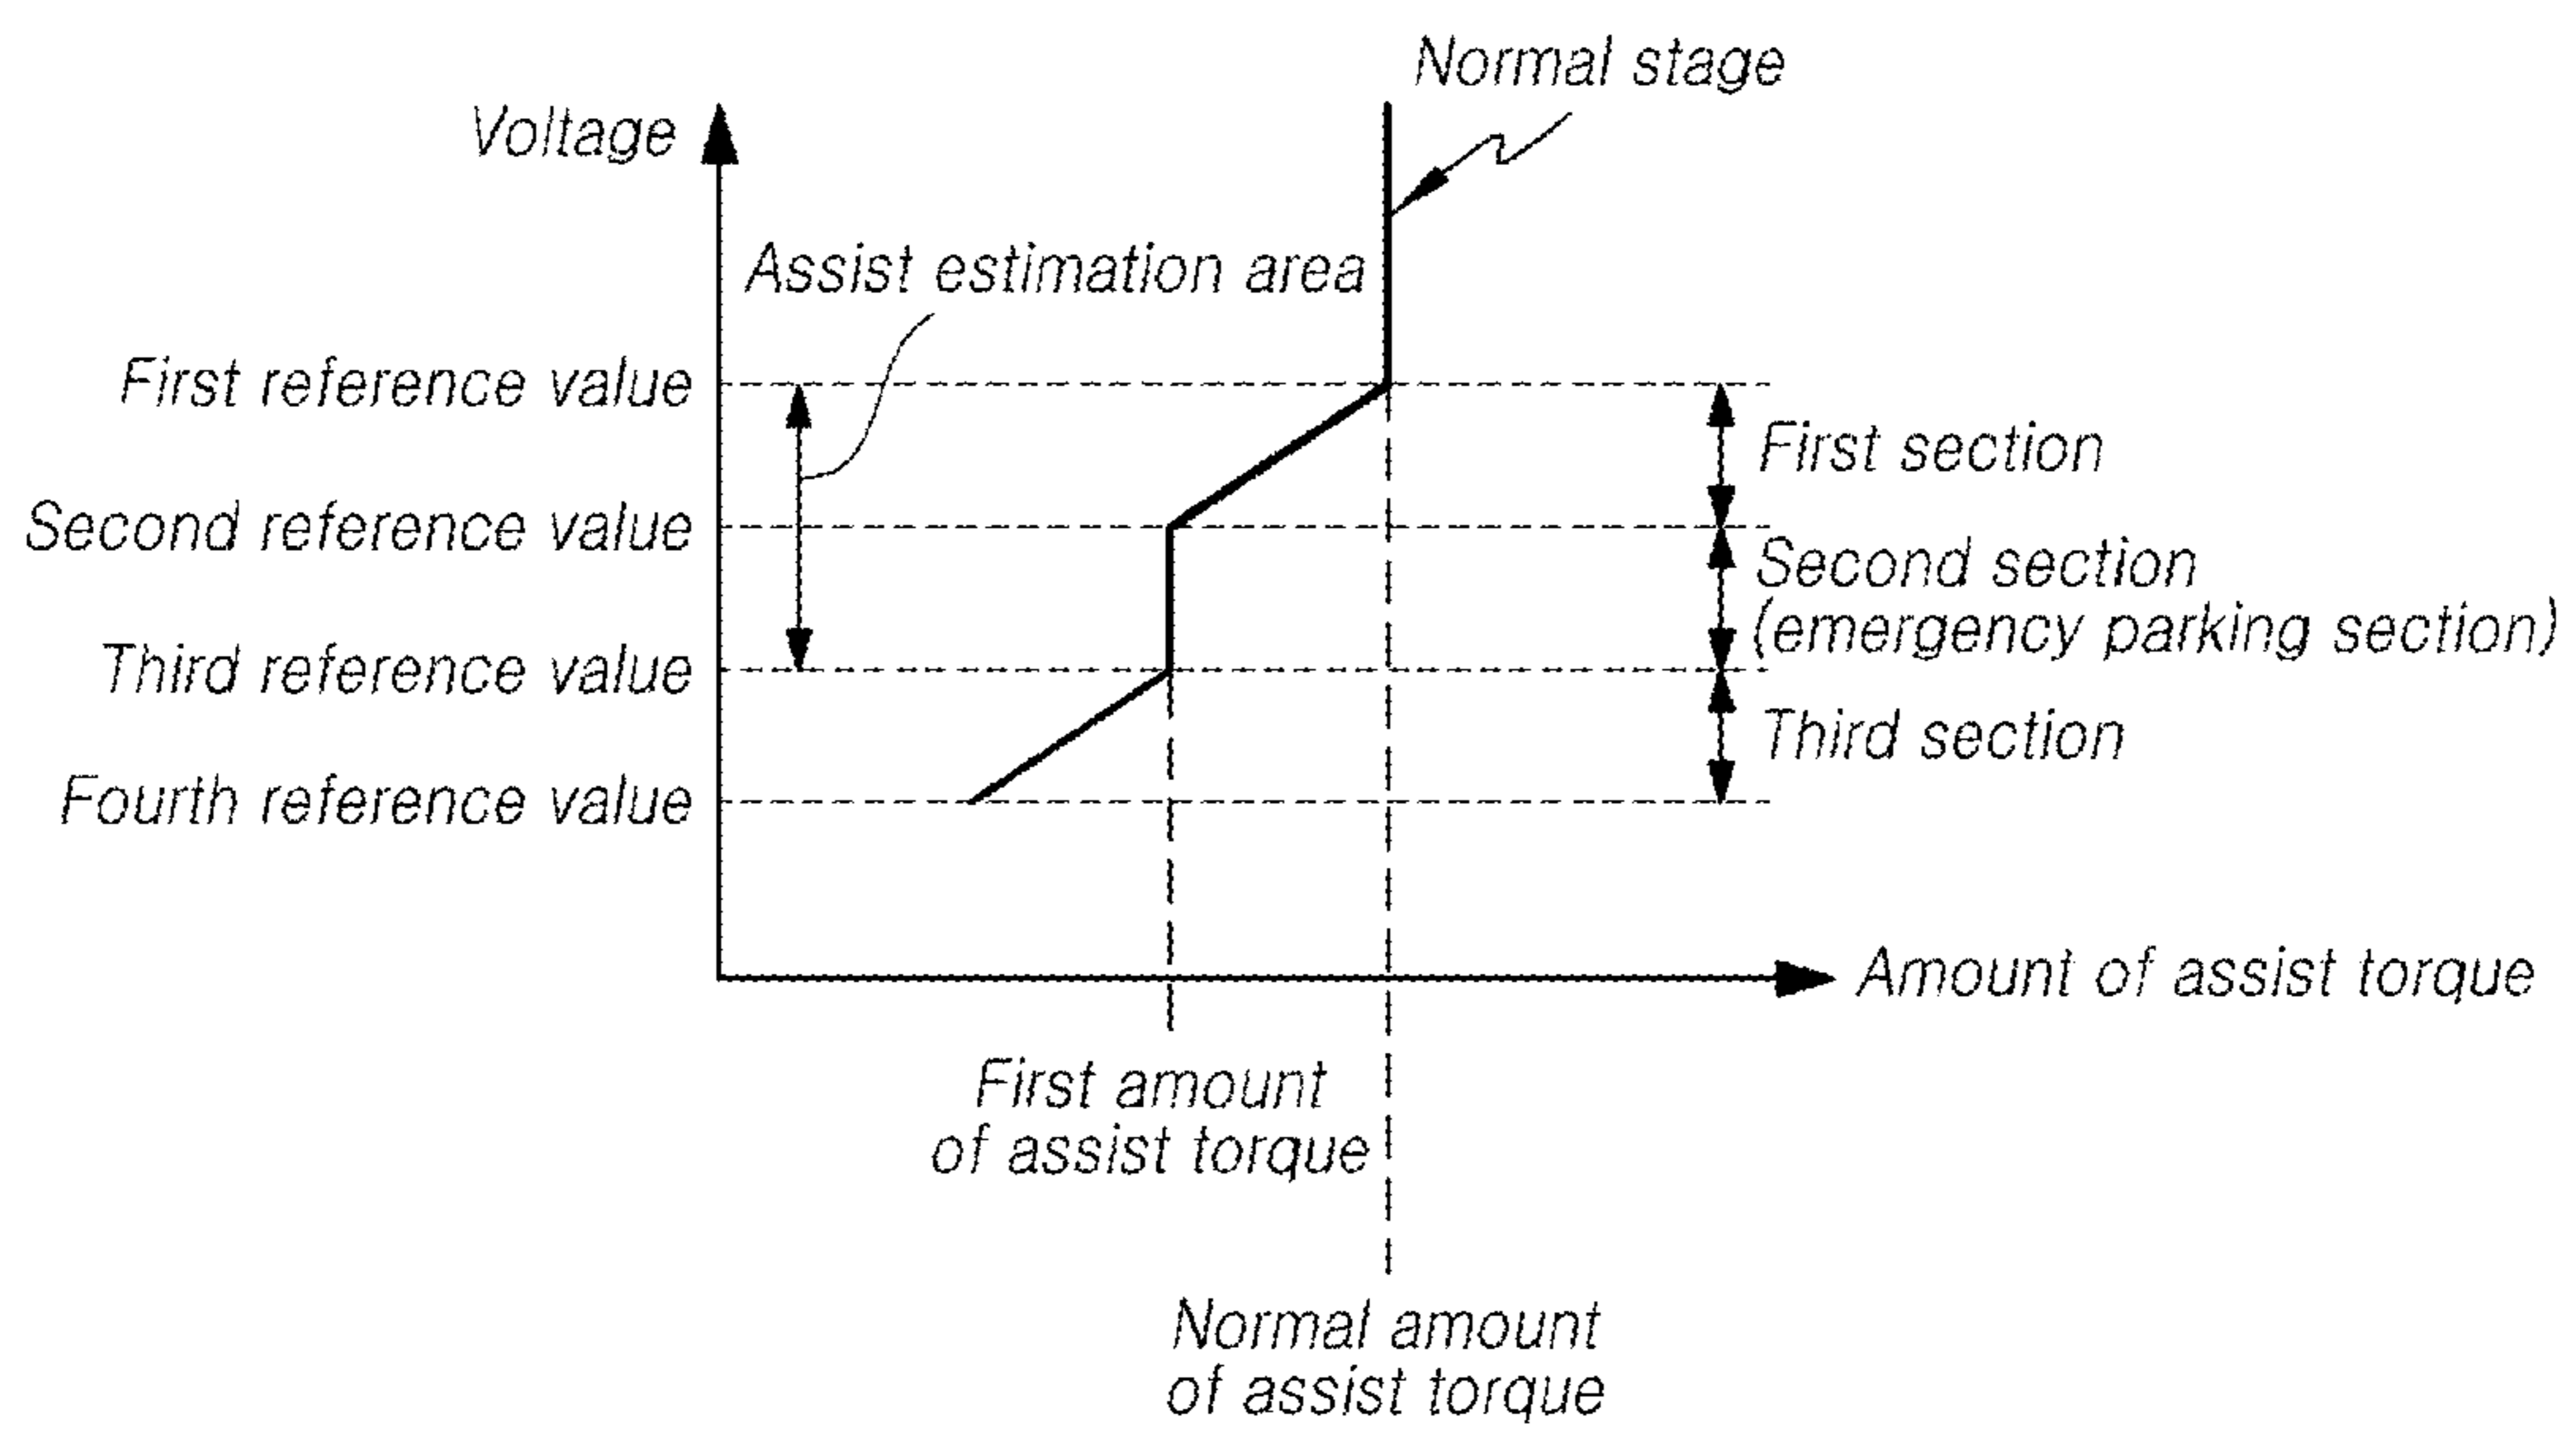 Normal stage
Voltage
Assist estimation area
First reference value
First section
Second reference value
Second section
(emergency parking section)
Third reference value
Third section
Fourth reference value
Amount of assist torque
First amount
of assist torque
Normal amount
of assist torque